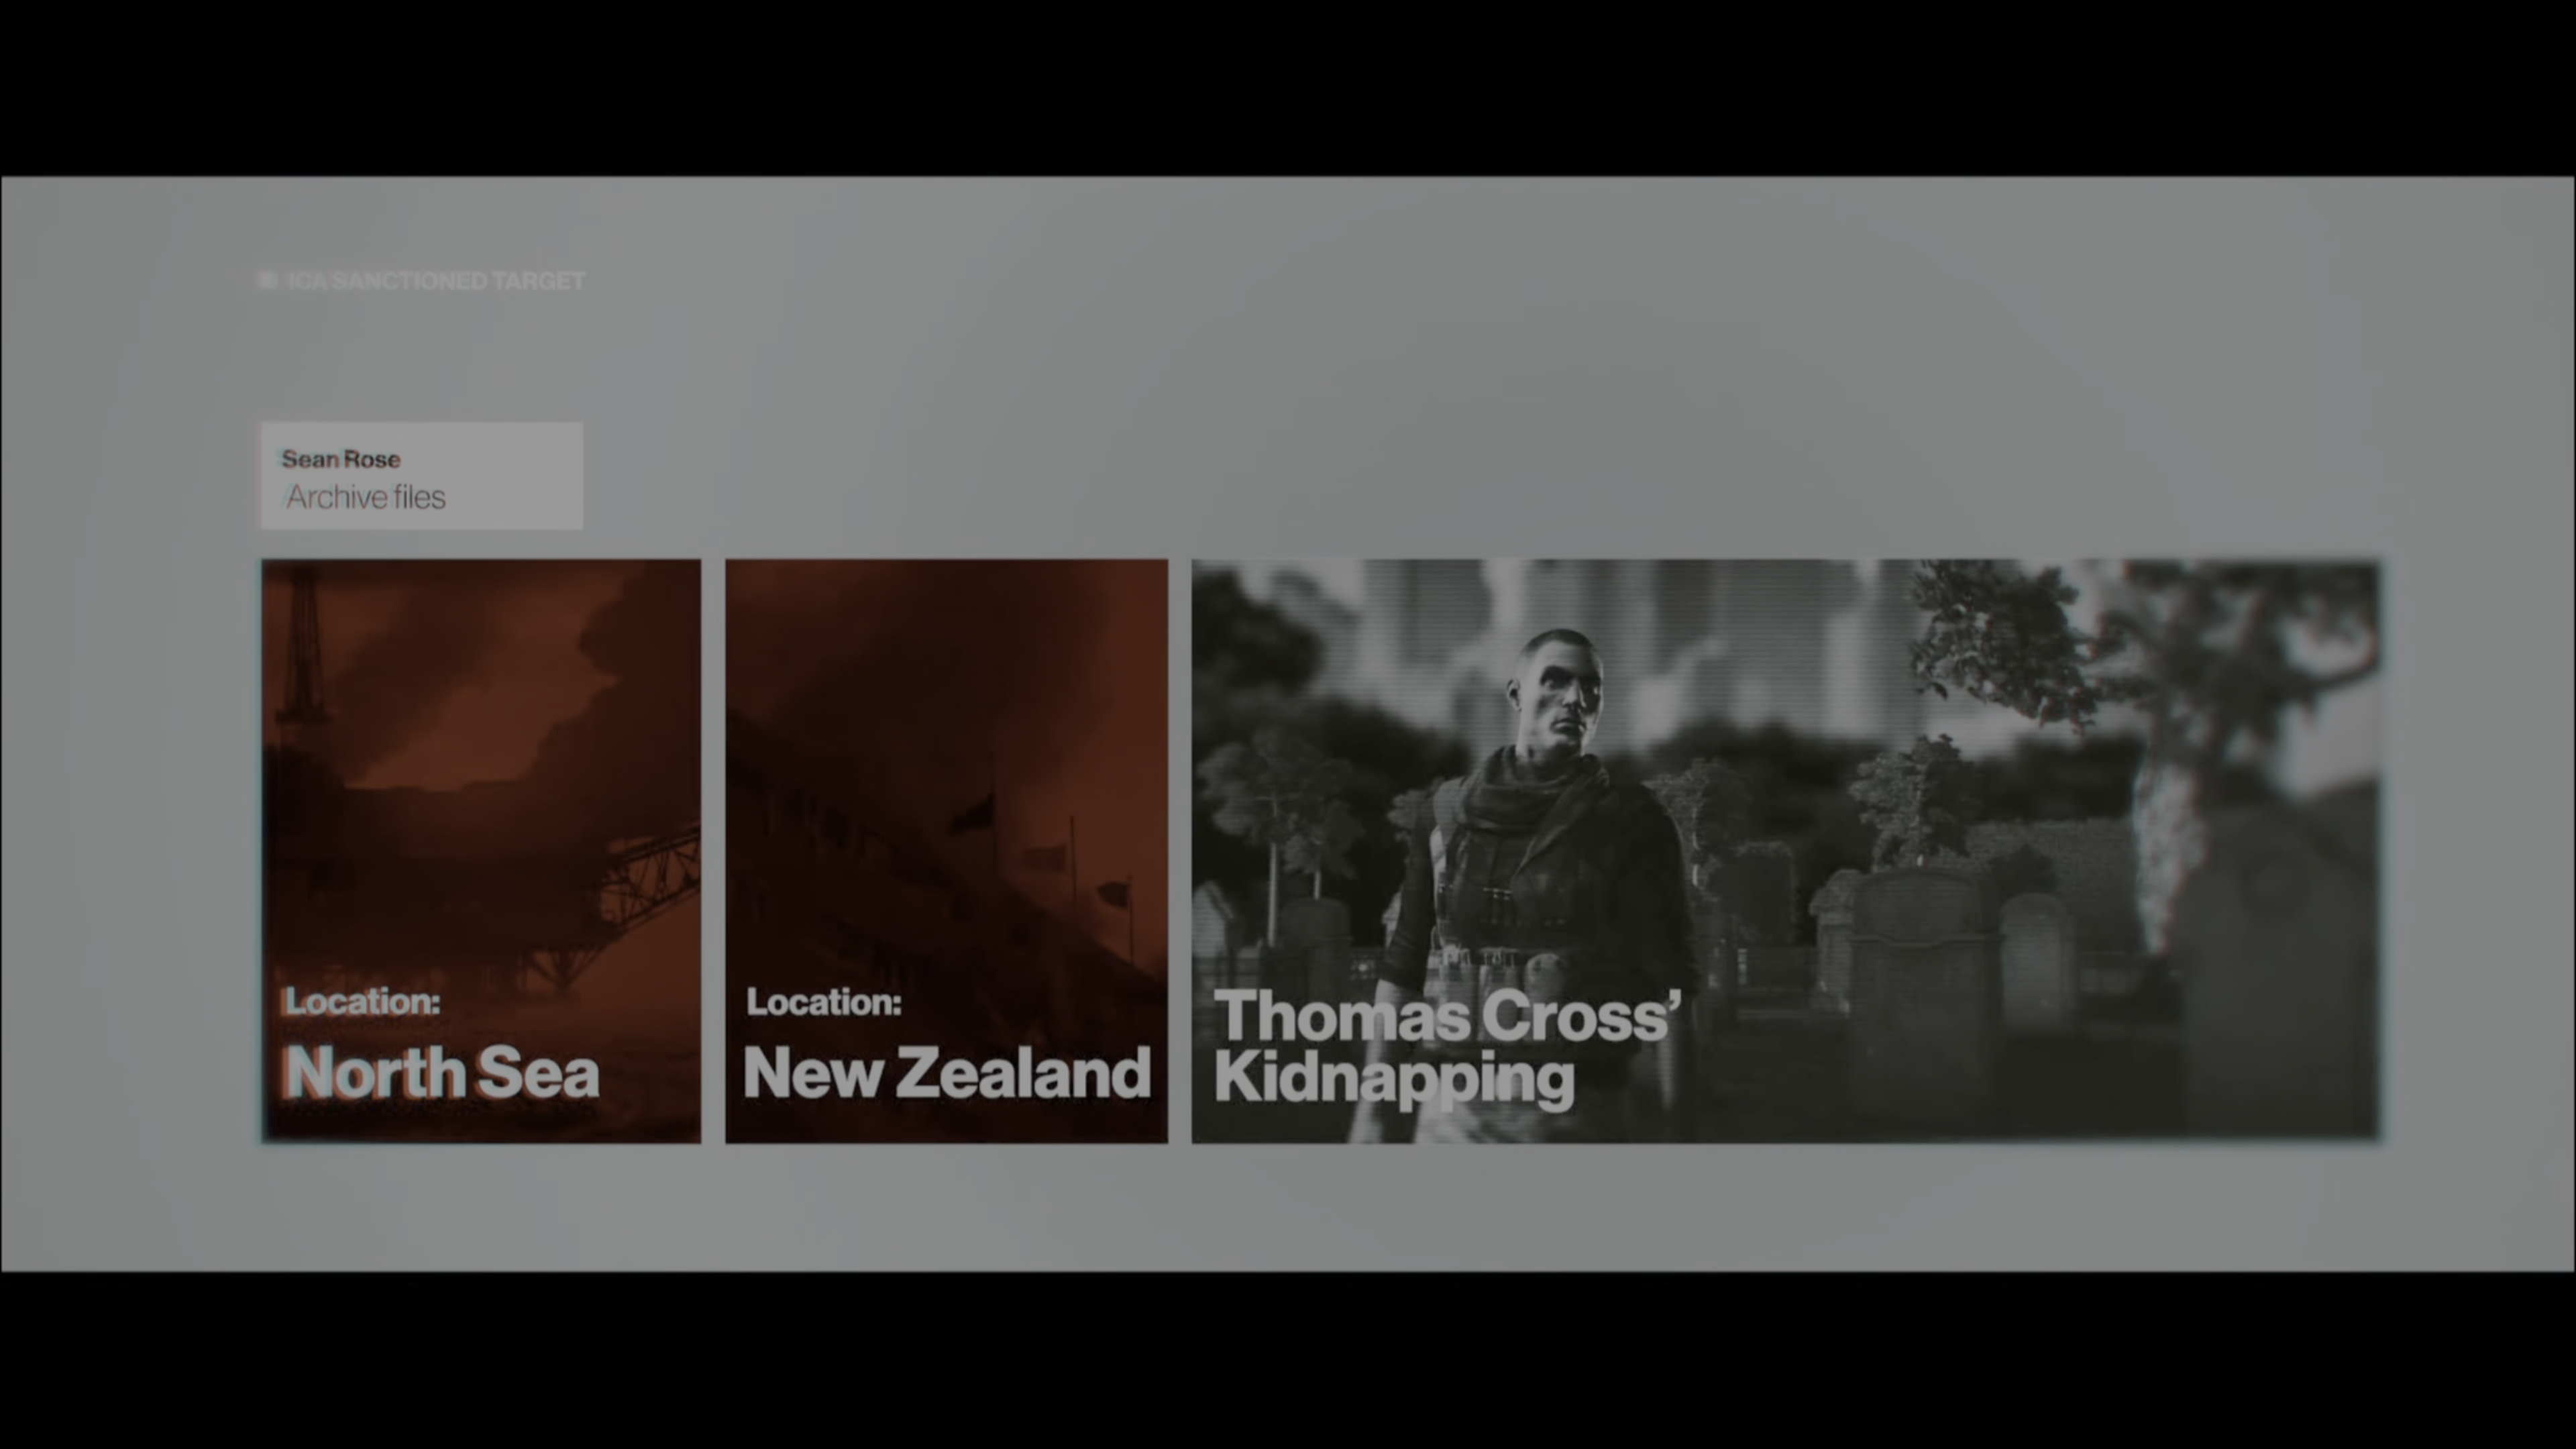 ICA SANCTIONED TARGET
Sean Rose
Archive files
Location:
North Sea
Location:
New Zealand
Thomas Cross’
Kidnapping